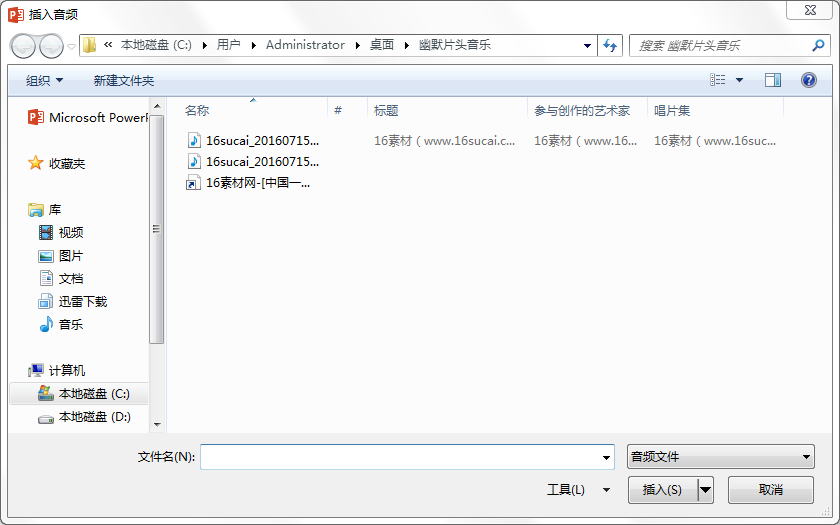 插入音频
« 本地磁盘 (C:) 用户 Administrator 桌面 幽默片头音乐
搜索 幽默片头音乐
组织 新建文件夹
名称 # 标题 参与创作的艺术家 唱片集
16sucai_20160715... 16素材（www.16sucai.c... 16素材（www.16... 16素材（www.16suc...
16sucai_20160715...
16素材网-[中国一...
Microsoft PowerP
收藏夹
库
视频
图片
文档
迅雷下载
音乐
计算机
本地磁盘 (C:)
本地磁盘 (D:)
文件名(N):
音频文件
工具(L) 插入(S) 取消